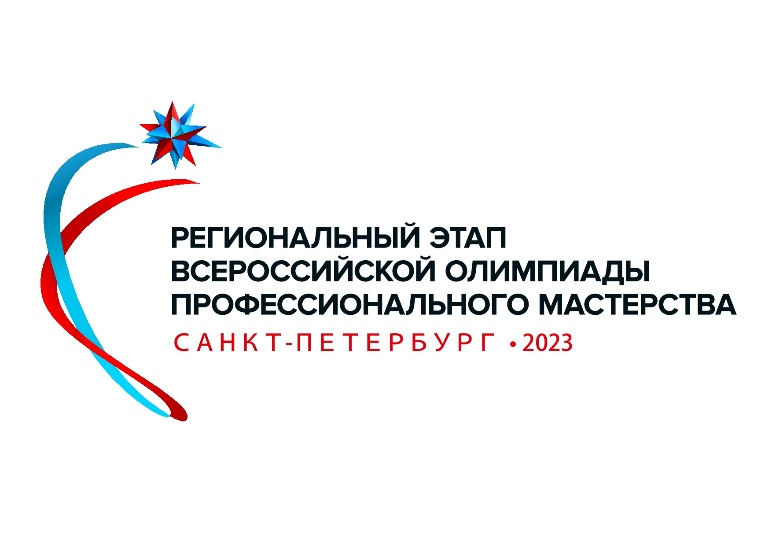 РЕГИОНАЛЬНЫЙ ЭТАП
ВСЕРОССИЙСКОЙ ОЛИМПИАДЫ
ПРОФЕССИОНАЛЬНОГО МАСТЕРСТВА
САНКТ-ПЕТЕРБУРГ • 2023